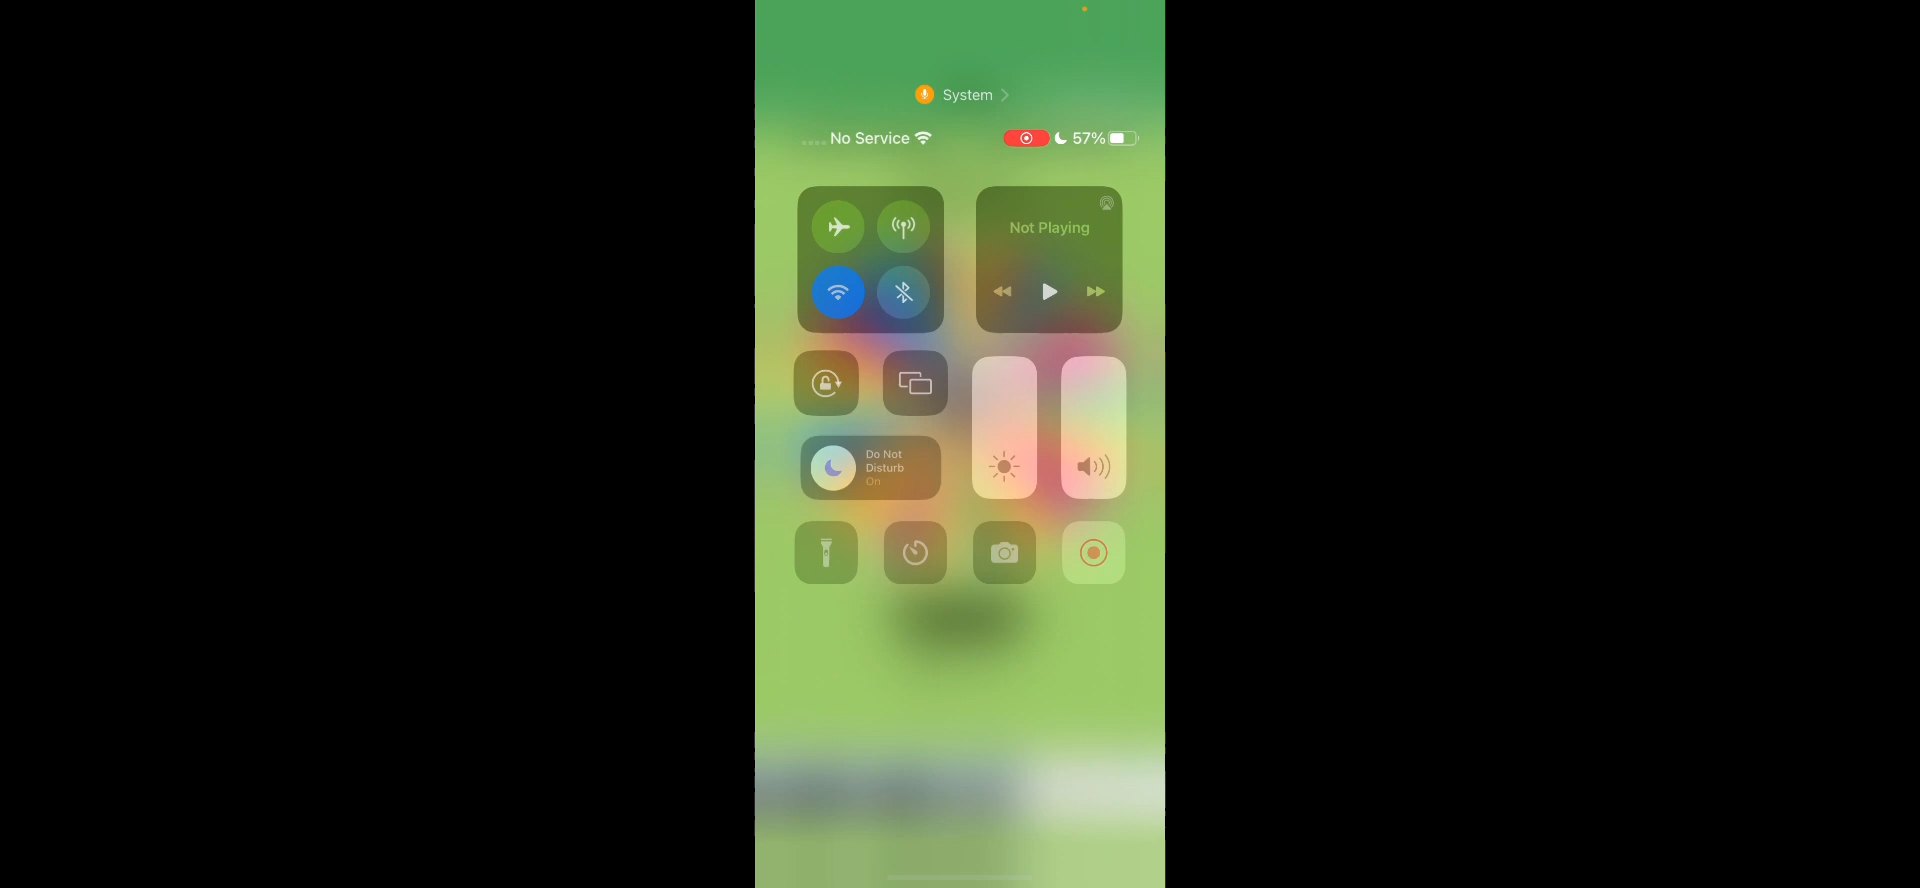 System
No Service
57%
Not Playing
Do Not
Disturb
On